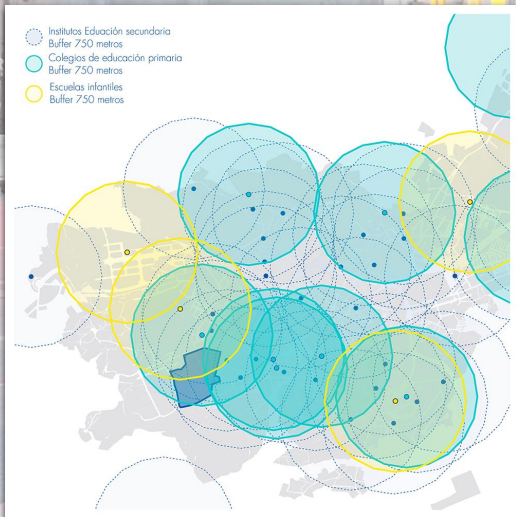 Institutos Eduación secundaria
Buffer 750 metros
Colegios de educación primaria
Buffer 750 metros
Escuelas infantiles
Buffer 750 metros